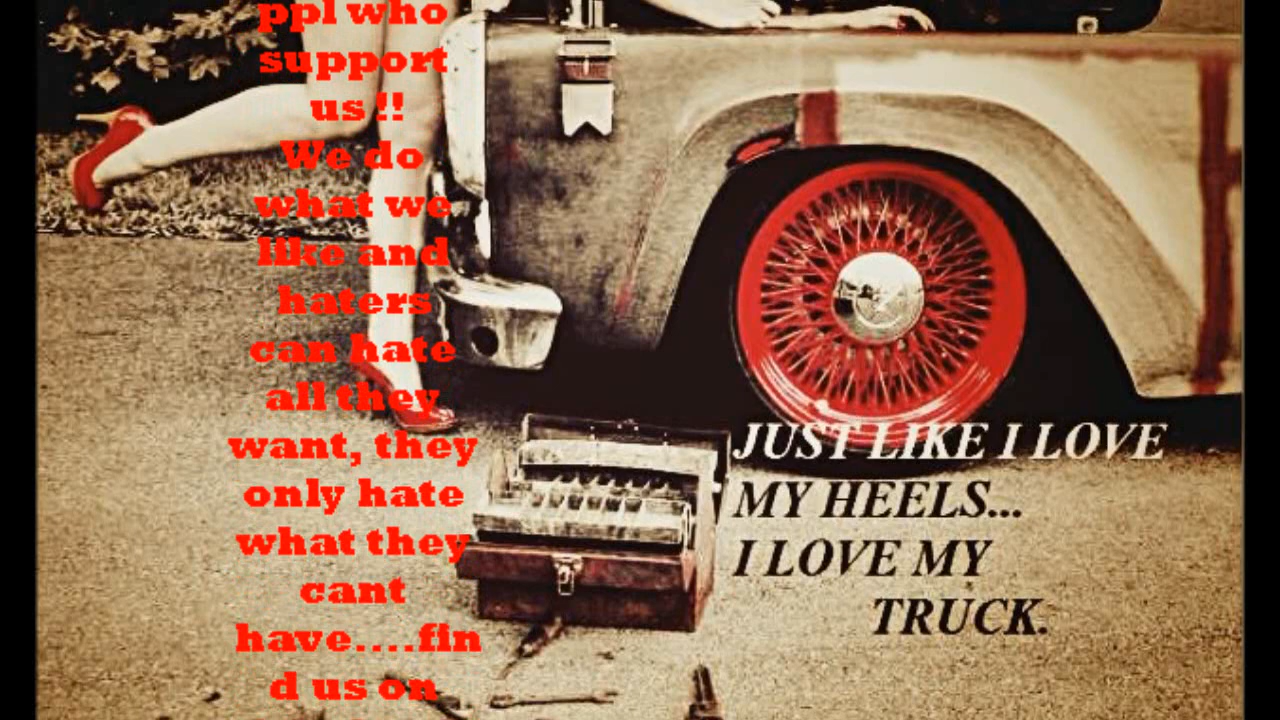 ppl who
support
us !!
We do
what we
like and
haters
can hate
all they
want, they
only hate
what they
cant
have....fin
d us on
JUST LIKE I LOVE
MY HEELS...
I LOVE MY
TRUCK.